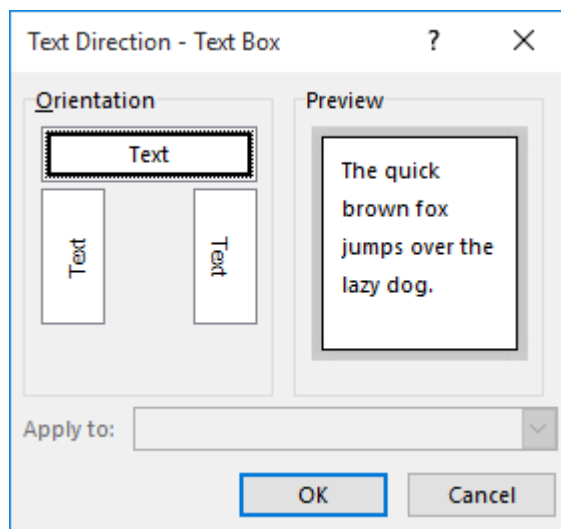 Text Direction - Text Box ?
Orientation
Text
Text
Text
Preview
The quick
brown fox
jumps over the
lazy dog.
Apply to:
OK
Cancel